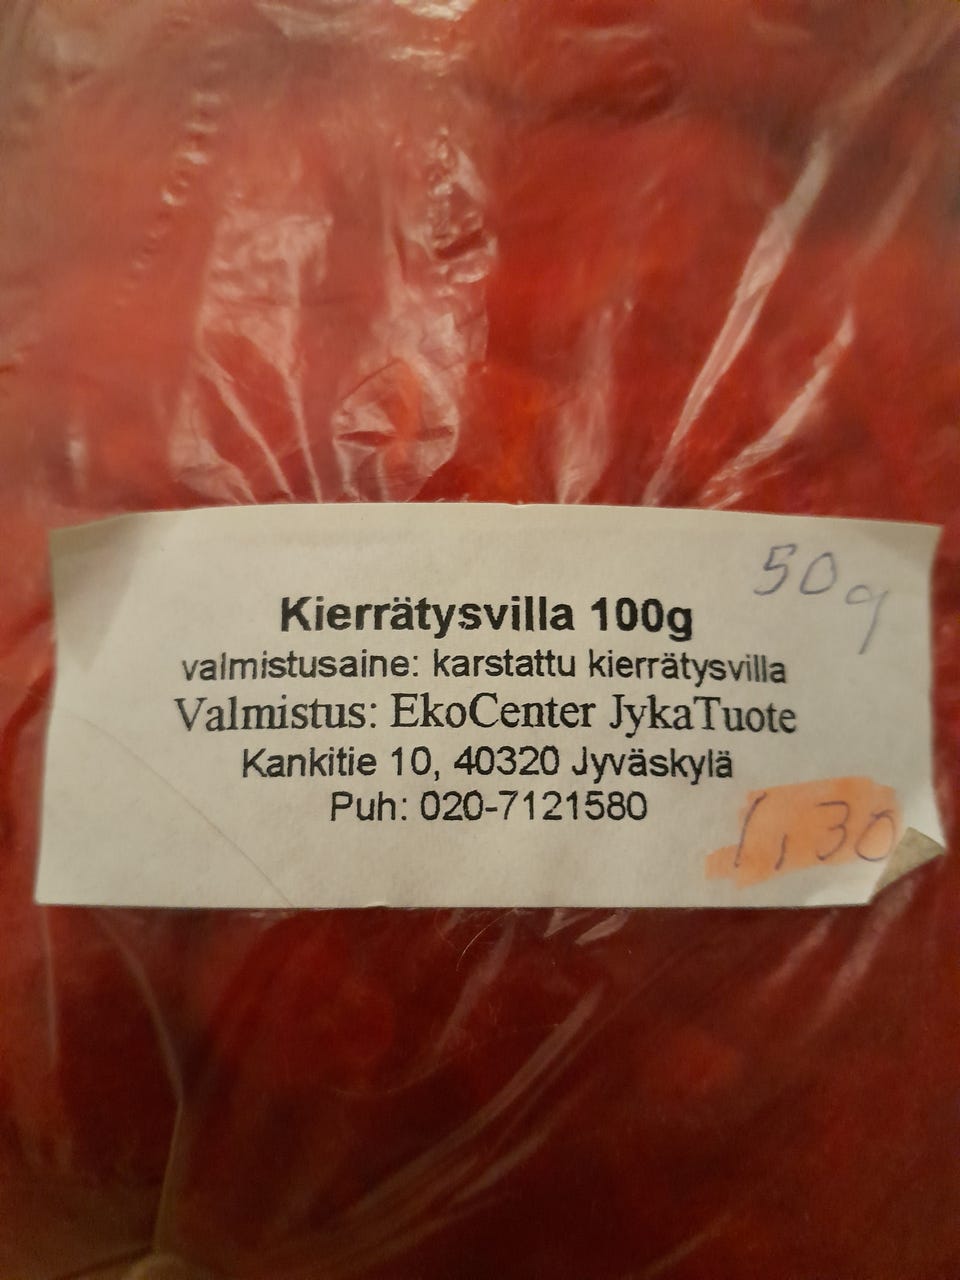 50g
Kierrätysvilla 100g
valmistusaine: karstattu kierrätysvilla
Valmistus: EkoCenter JykaTuote
Kankitie 10, 40320 Jyväskylä
Puh: 020-7121580
1,30